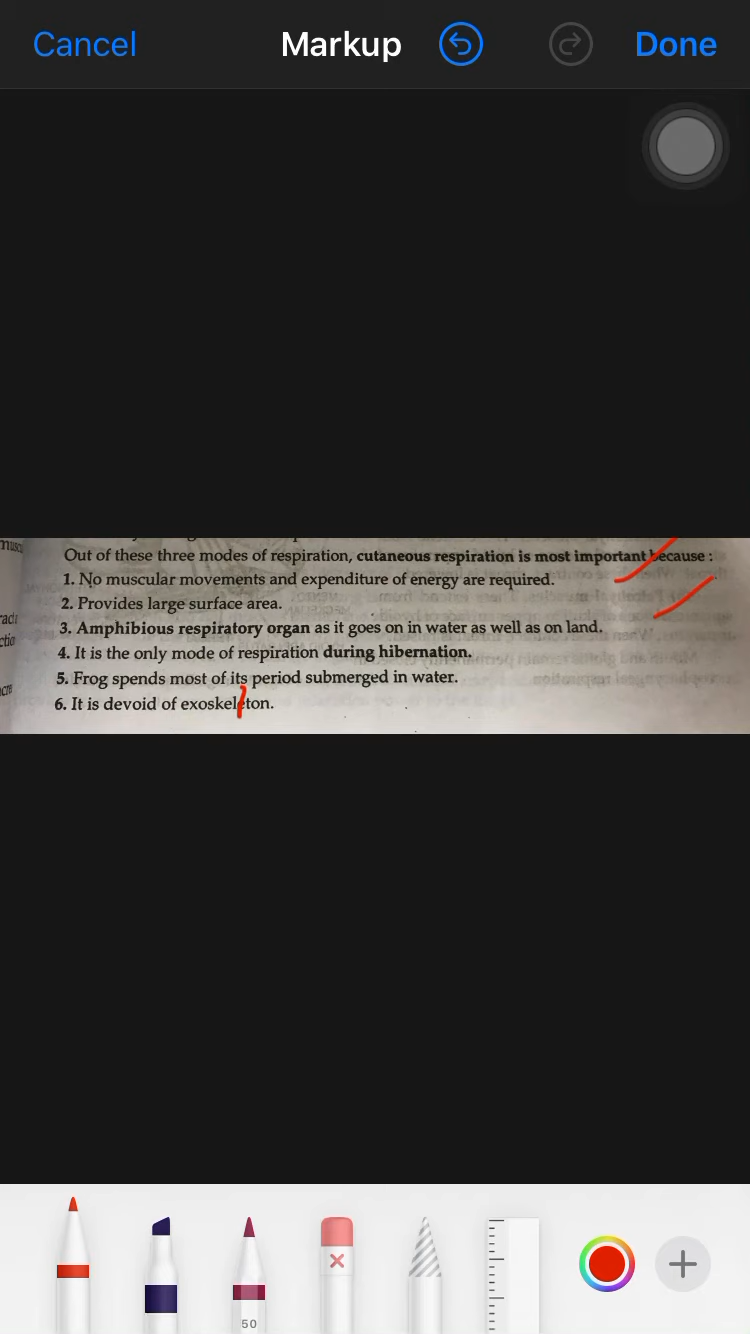 Cancel
Markup
Done
Out of these three modes of respiration, cutaneous respiration is most important because :
1. No muscular movements and expenditure of energy are required.
2. Provides large surface area.
3. Amphibious respiratory organ as it goes on in water as well as on land.
4. It is the only mode of respiration during hibernation.
5. Frog spends most of its period submerged in water.
6. It is devoid of exoskeleton.
50